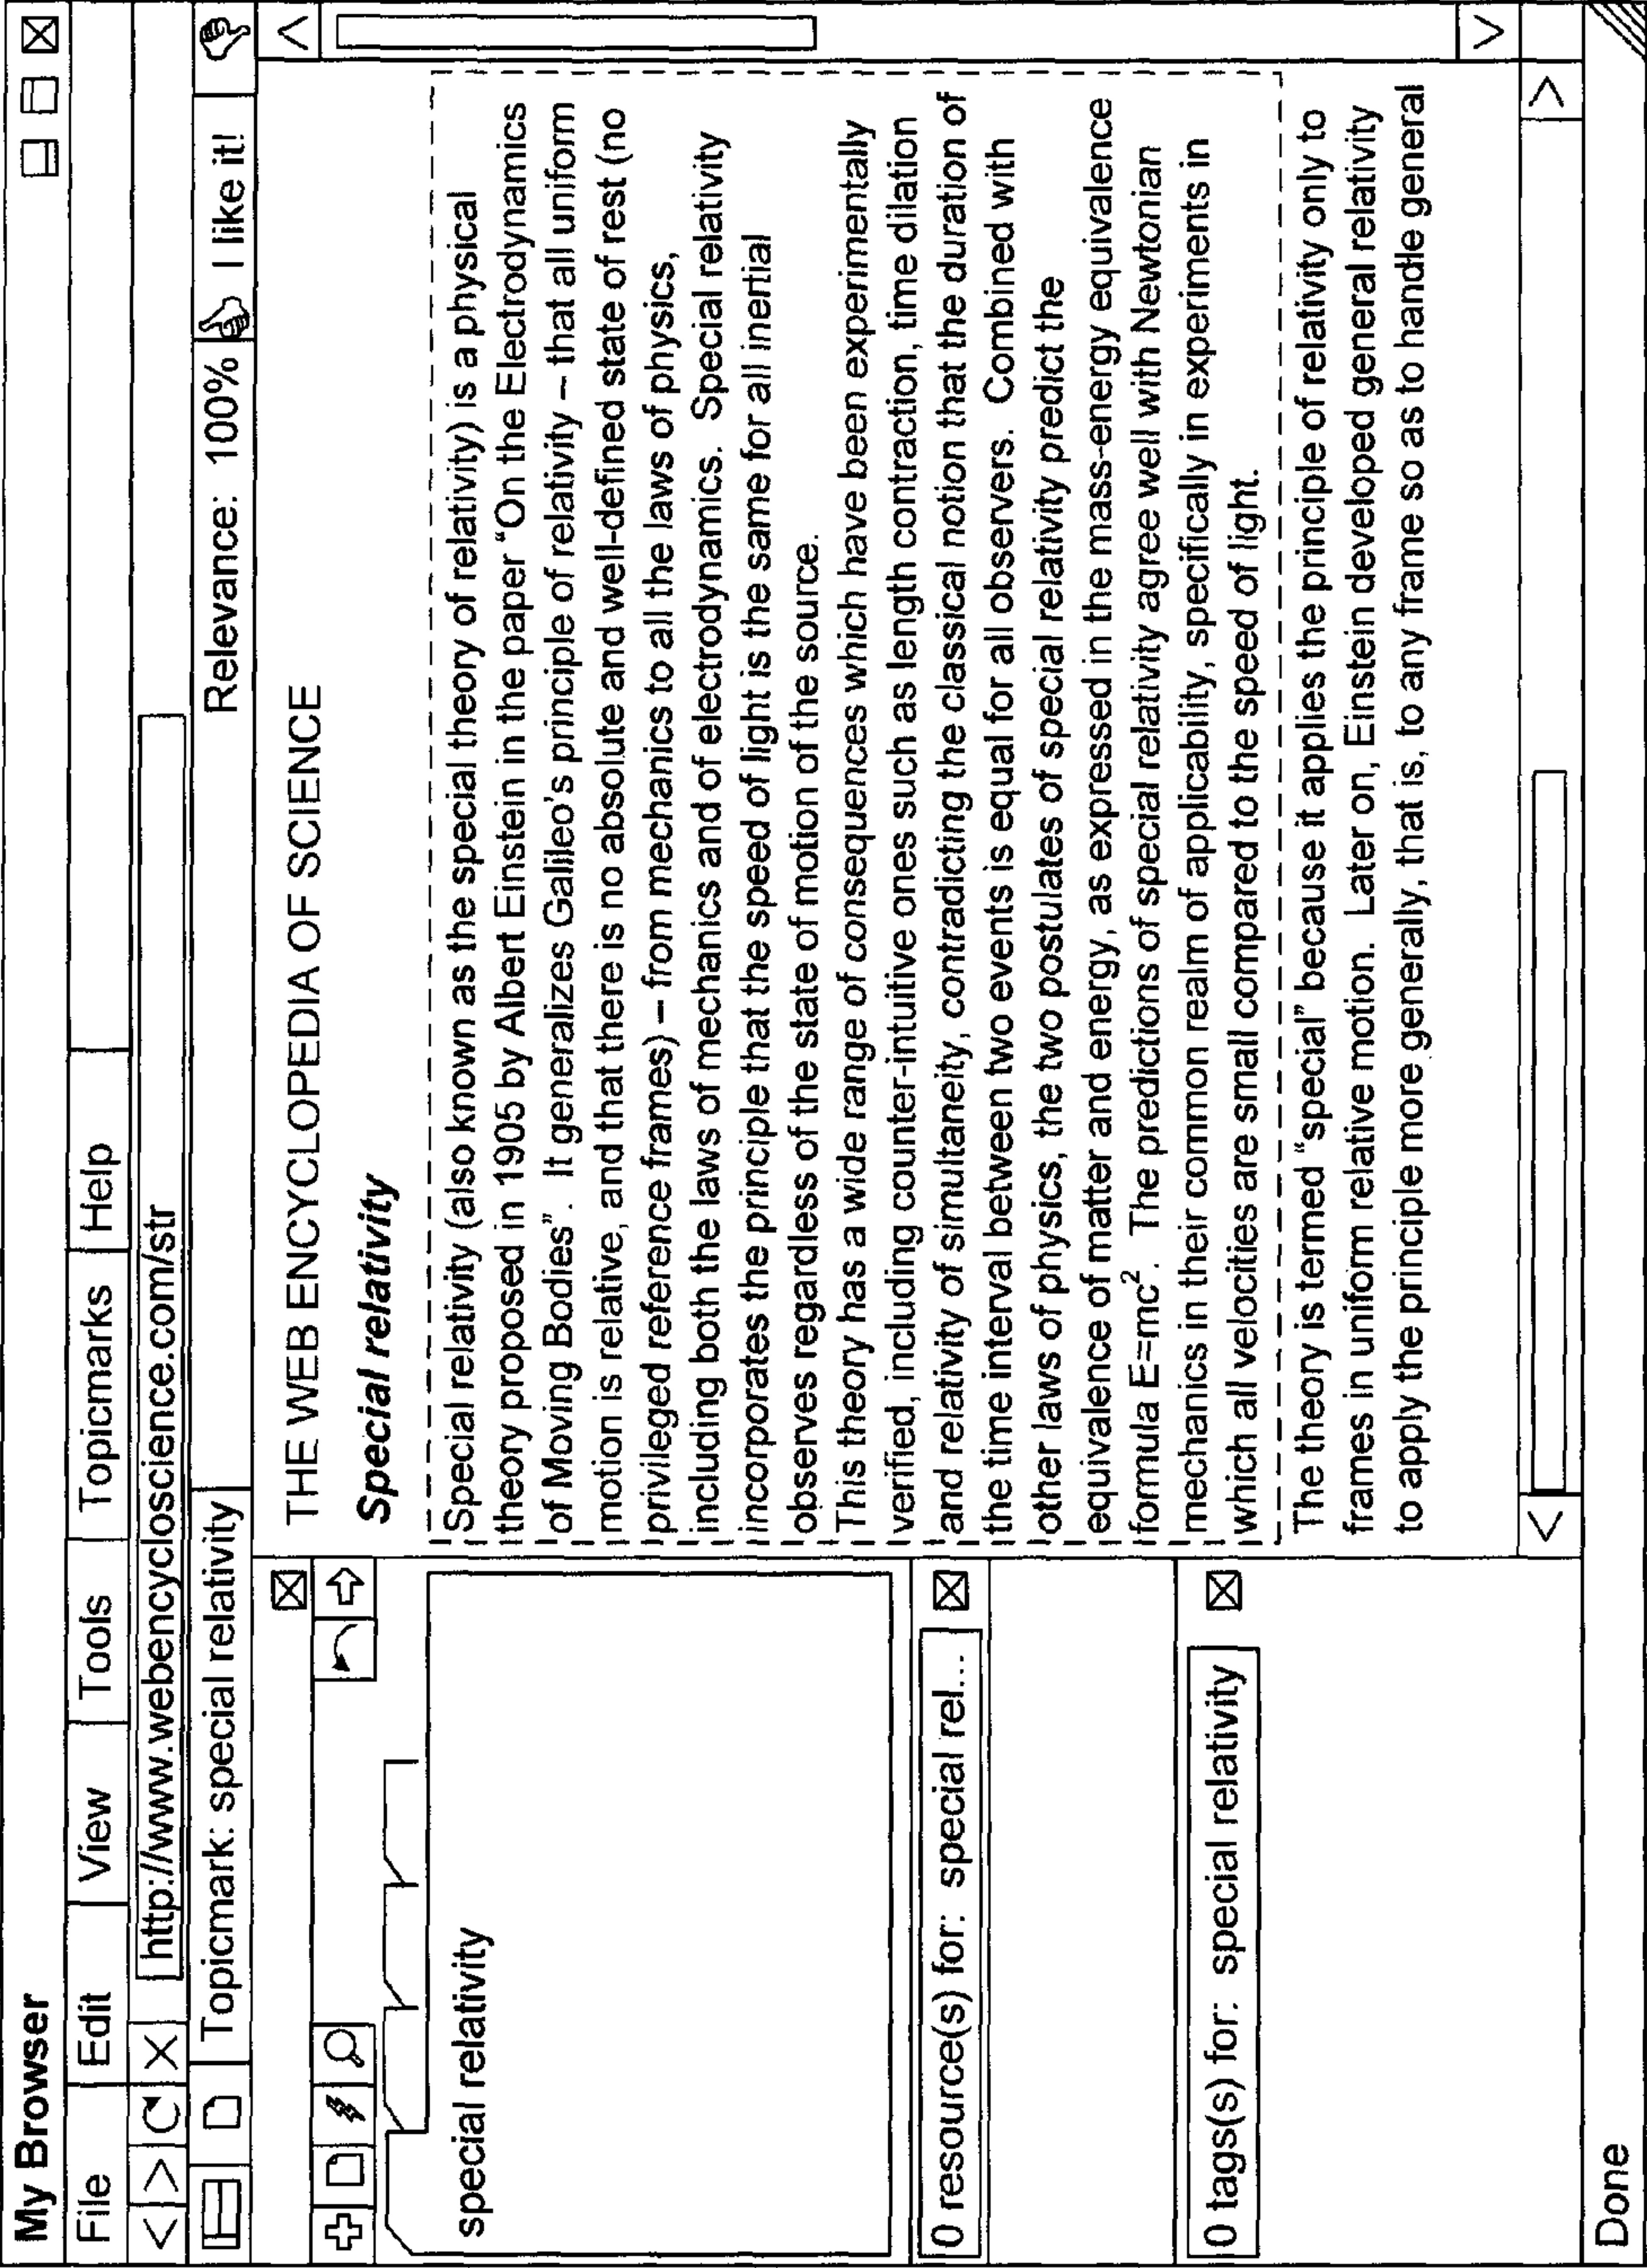 My Browser
File Edit View Tools Topicmarks Help
http://www.webencycloscience.com/str
Topicmark: special relativity
Relevance: 100%
I like it!
special relativity
0 resource(s) for: special rel...
0 tags(s) for: special relativity
THE WEB ENCYCLOPEDIA OF SCIENCE
Special relativity
Special relativity (also known as the special theory of relativity) is a physical
theory proposed in 1905 by Albert Einstein in the paper "On the Electrodynamics
of Moving Bodies". It generalizes Galileo's principle of relativity – that all uniform
motion is relative, and that there is no absolute and well-defined state of rest (no
privileged reference frames) – from mechanics to all the laws of physics,
including both the laws of mechanics and of electrodynamics. Special relativity
incorporates the principle that the speed of light is the same for all inertial
observes regardless of the state of motion of the source.
This theory has a wide range of consequences which have been experimentally
verified, including counter-intuitive ones such as length contraction, time dilation
and relativity of simultaneity, contradicting the classical notion that the duration of
the time interval between two events is equal for all observers. Combined with
other laws of physics, the two postulates of special relativity predict the
equivalence of matter and energy, as expressed in the mass-energy equivalence
formula E=mc². The predictions of special relativity agree well with Newtonian
mechanics in their common realm of applicability, specifically in experiments in
which all velocities are small compared to the speed of light.
The theory is termed "special" because it applies the principle of relativity only to
frames in uniform relative motion. Later on, Einstein developed general relativity
to apply the principle more generally, that is, to any frame so as to handle general
Done